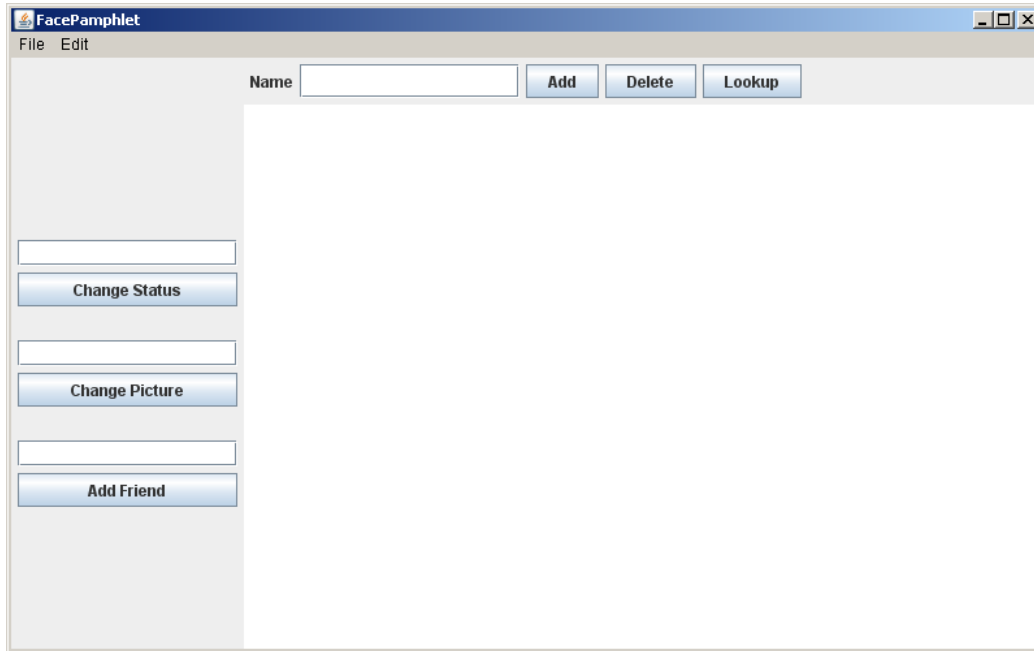 FacePamphlet
File Edit
Name Add Delete Lookup
Change Status
Change Picture
Add Friend